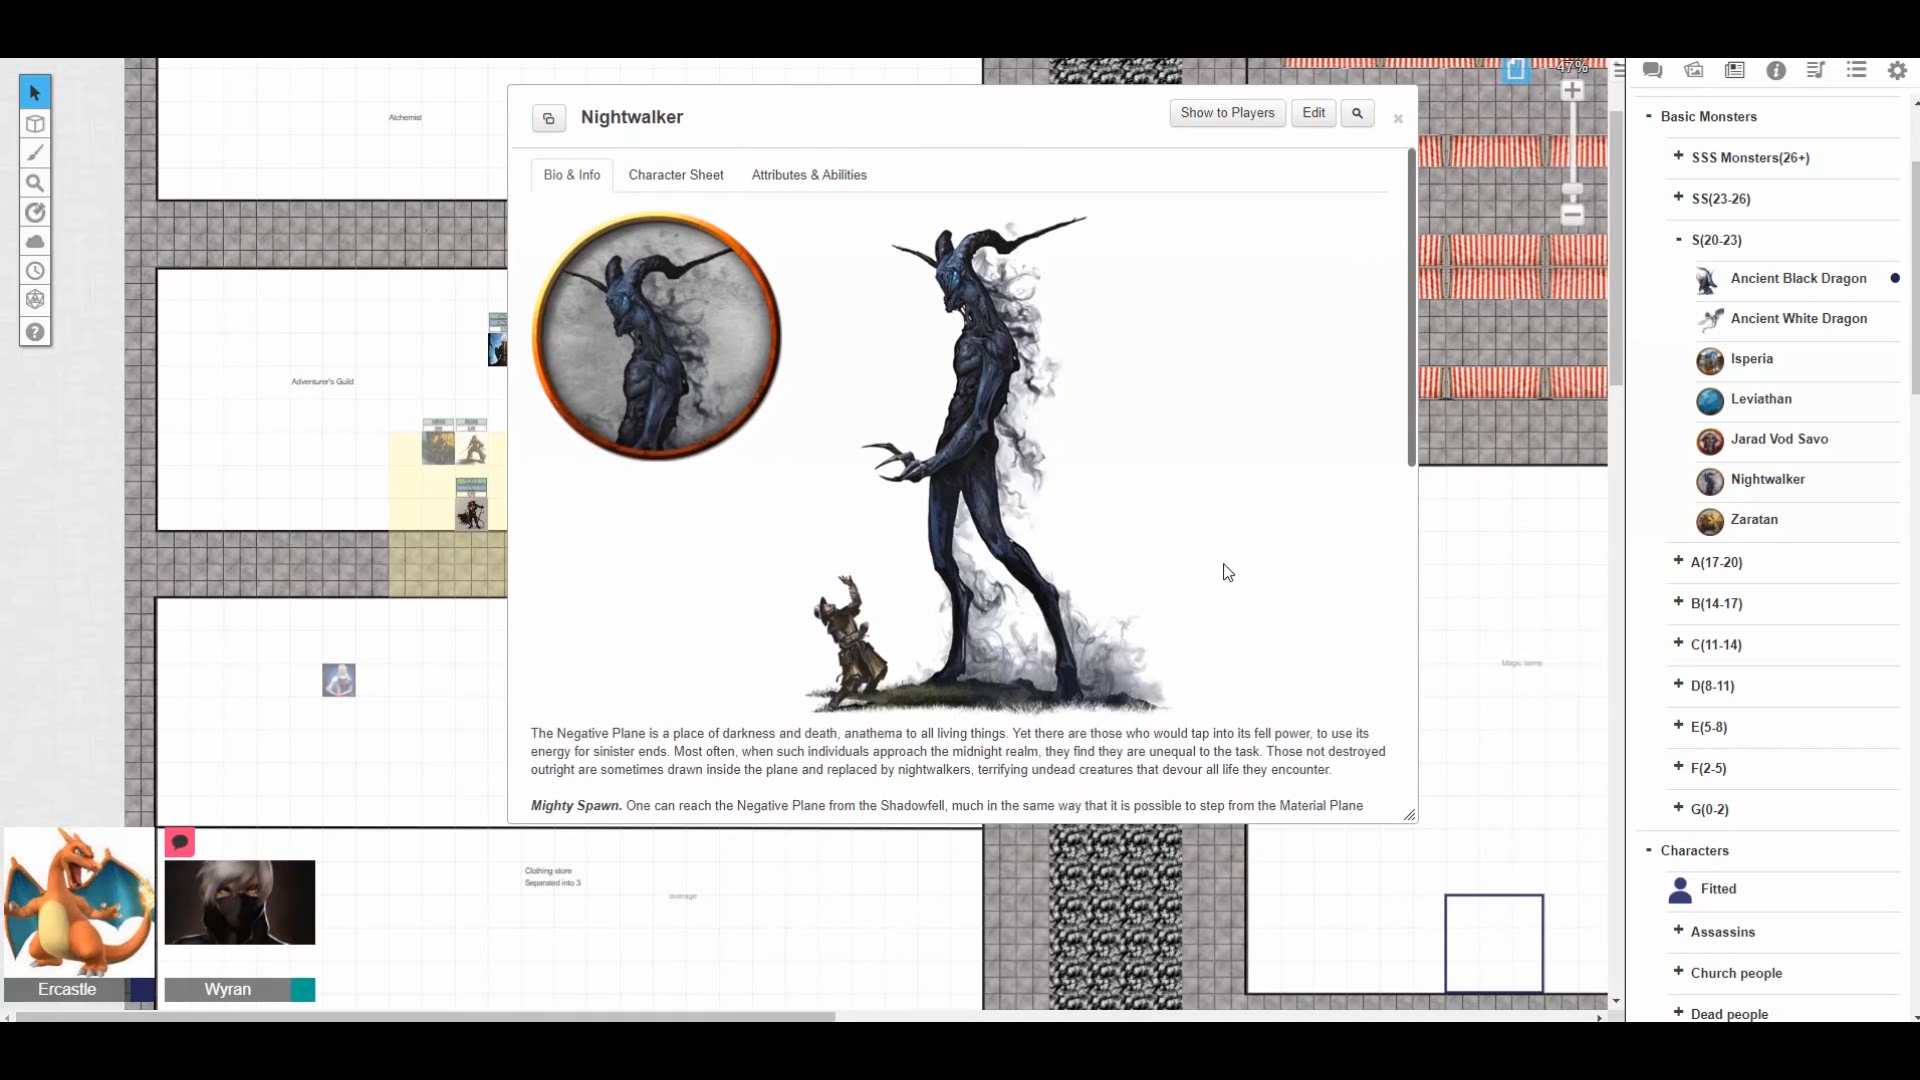 Alchemist
47%
Nightwalker
Show to Players
Edit
Bio & Info
Character Sheet
Attributes & Abilities
Adventurer's Guild
The Negative Plane is a place of darkness and death, anathema to all living things. Yet there are those who would tap into its fell power, to use its
energy for sinister ends. Most often, when such individuals approach the midnight realm, they find they are unequal to the task. Those not destroyed
outright are sometimes drawn inside the plane and replaced by nightwalkers, terrifying undead creatures that devour all life they encounter.
Mighty Spawn. One can reach the Negative Plane from the Shadowfell, much in the same way that it is possible to step from the Material Plane
Magic items
Clothing store
Separated into 3
average
Ercastle
Wyran
Basic Monsters
SSS Monsters(26+)
SS(23-26)
S(20-23)
Ancient Black Dragon
Ancient White Dragon
Isperia
Leviathan
Jarad Vod Savo
Nightwalker
Zaratan
A(17-20)
B(14-17)
C(11-14)
D(8-11)
E(5-8)
F(2-5)
G(0-2)
Characters
Fitted
Assassins
Church people
Dead people